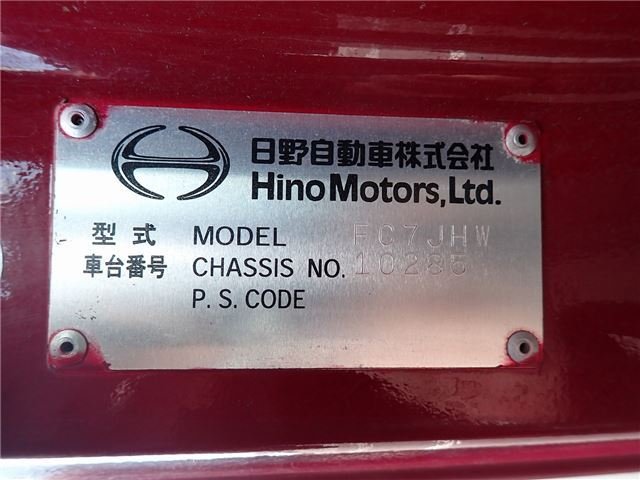 日野自動車株式会社
Hino Motors, Ltd.
型式 MODEL FC7JHW
車台番号 CHASSIS NO. 10285
P. S. CODE